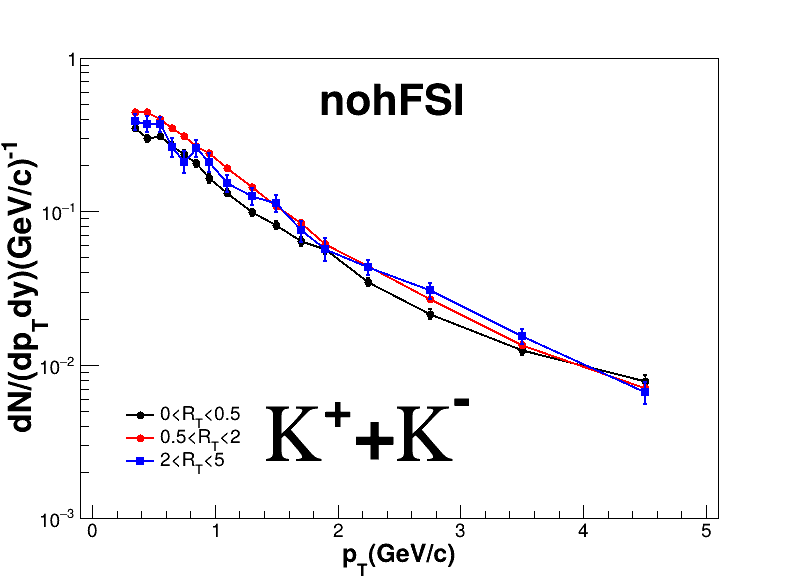 nohFSI
dN/(dp_T dy)(GeV/c)^-1
1
10^−1
10^−2
10^−3
0<R_T<0.5
0.5<R_T<2
2<R_T<5
K^+ + K^-
0 1 2 3 4 5
p_T(GeV/c)